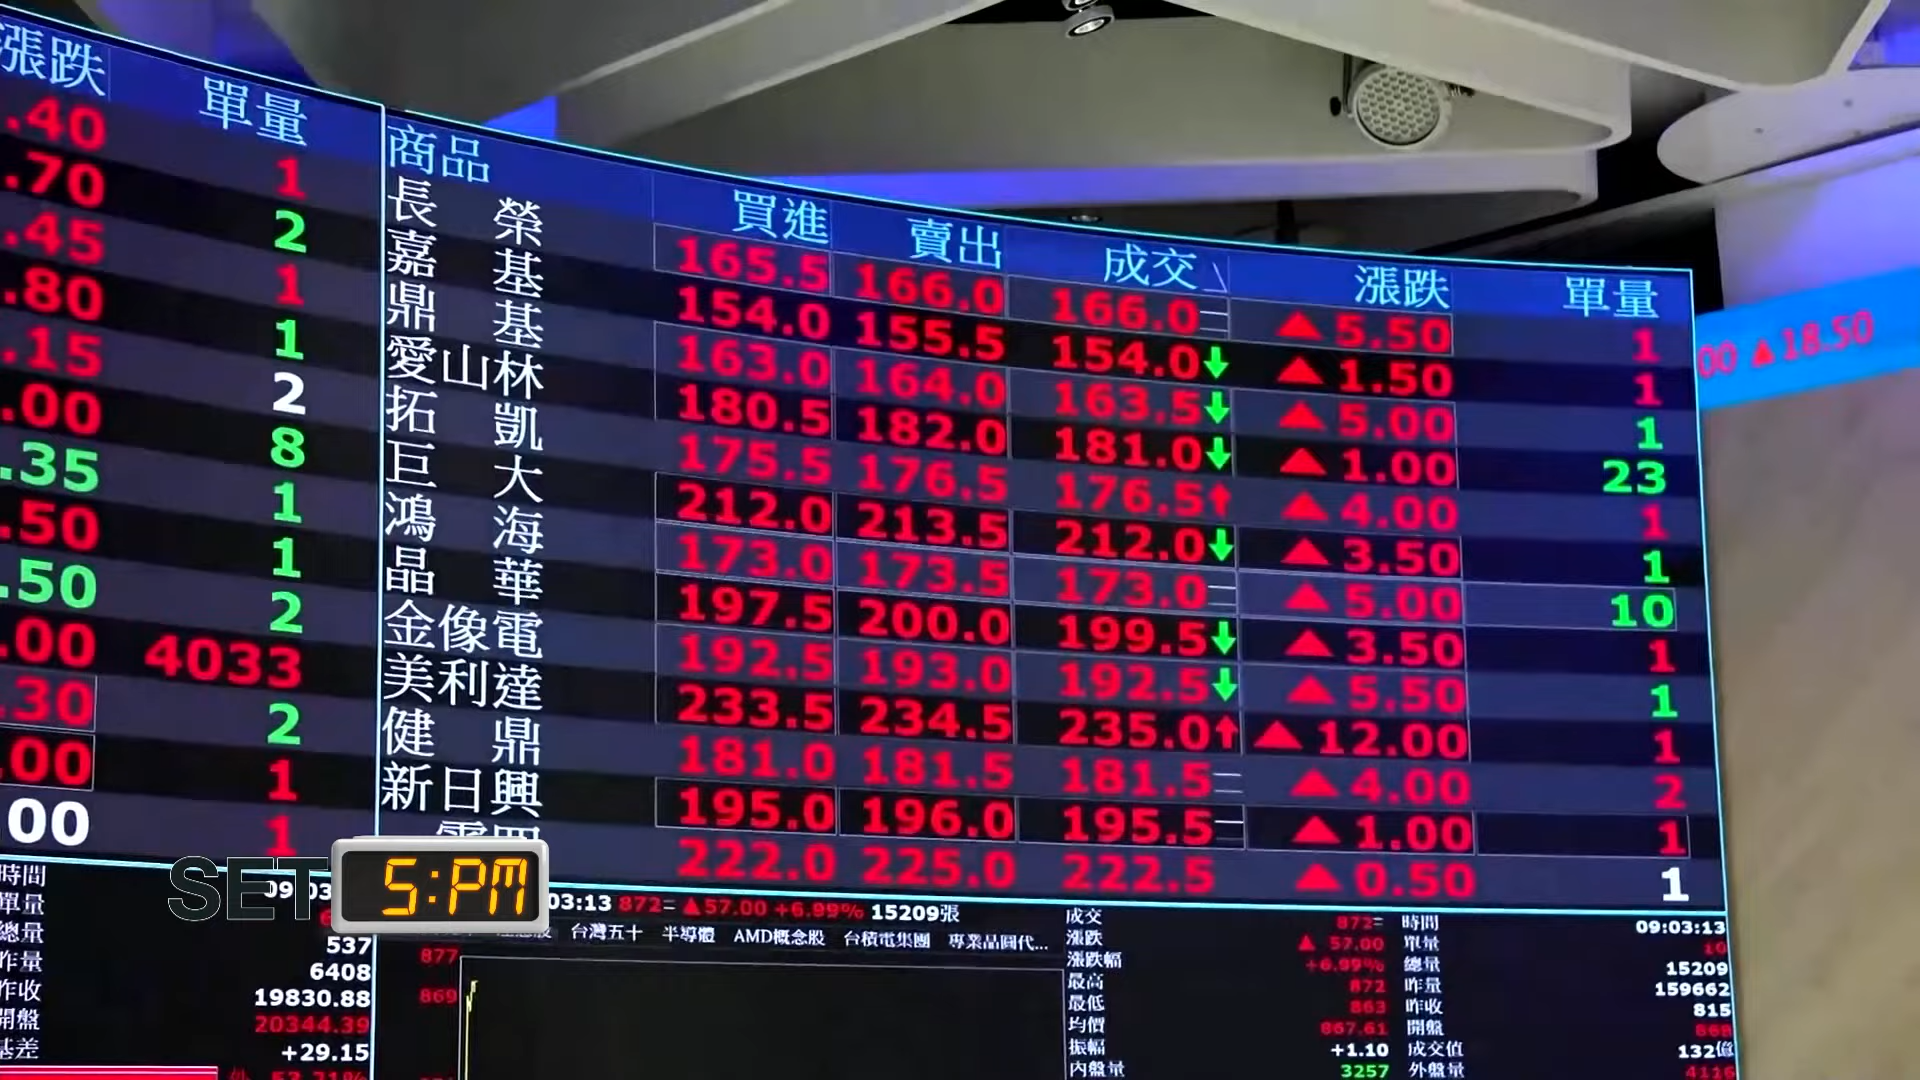 漲跌 單量
.40 1
.70 2
.45 1
.80 1
.15 2
.00 8
.35 1
.50 1
.50 2
.00 4033
.30 2
.00 1
00 1
商品 買進 賣出 成交 漲跌 單量
長榮 165.5 166.0 166.0= ▲5.50 1
嘉基 154.0 155.5 154.0↓ ▲1.50 1
鼎基 163.0 164.0 163.5↓ ▲5.00 1
愛山林 180.5 182.0 181.0↓ ▲1.00 23
拓凱 175.5 176.5 176.5↑ ▲4.00 1
巨大 212.0 213.5 212.0↓ ▲3.50 1
鴻海 173.0 173.5 173.0= ▲5.00 10
晶華 197.5 200.0 199.5↓ ▲3.50 1
金像電 192.5 193.0 192.5↓ ▲5.50 1
美利達 233.5 234.5 235.0↑ ▲12.00 1
健鼎 181.0 181.5 181.5= ▲4.00 2
新日興 195.0 196.0 195.5= ▲1.00 1
222.0 225.0 222.5 ▲0.50 1
00 ▲18.50
SET 5:PM
時間 09:03
單量
總量 537
昨量 6408
昨收 19830.88
開盤 20344.39
基差 +29.15
03:13 872= ▲57.00 +6.99% 15209張
台灣五十 半導體 AMD概念股 台積電集團 專業晶圓代...
877
869
成交 872= 時間 09:03:13
漲跌 ▲ 57.00 單量 10
漲跌幅 +6.99% 總量 15209
最高 872 昨量 159662
最低 863 昨收 815
均價 867.61 開盤 868
振幅 +1.10 成交值 132億
內盤量 3257 外盤量 4116